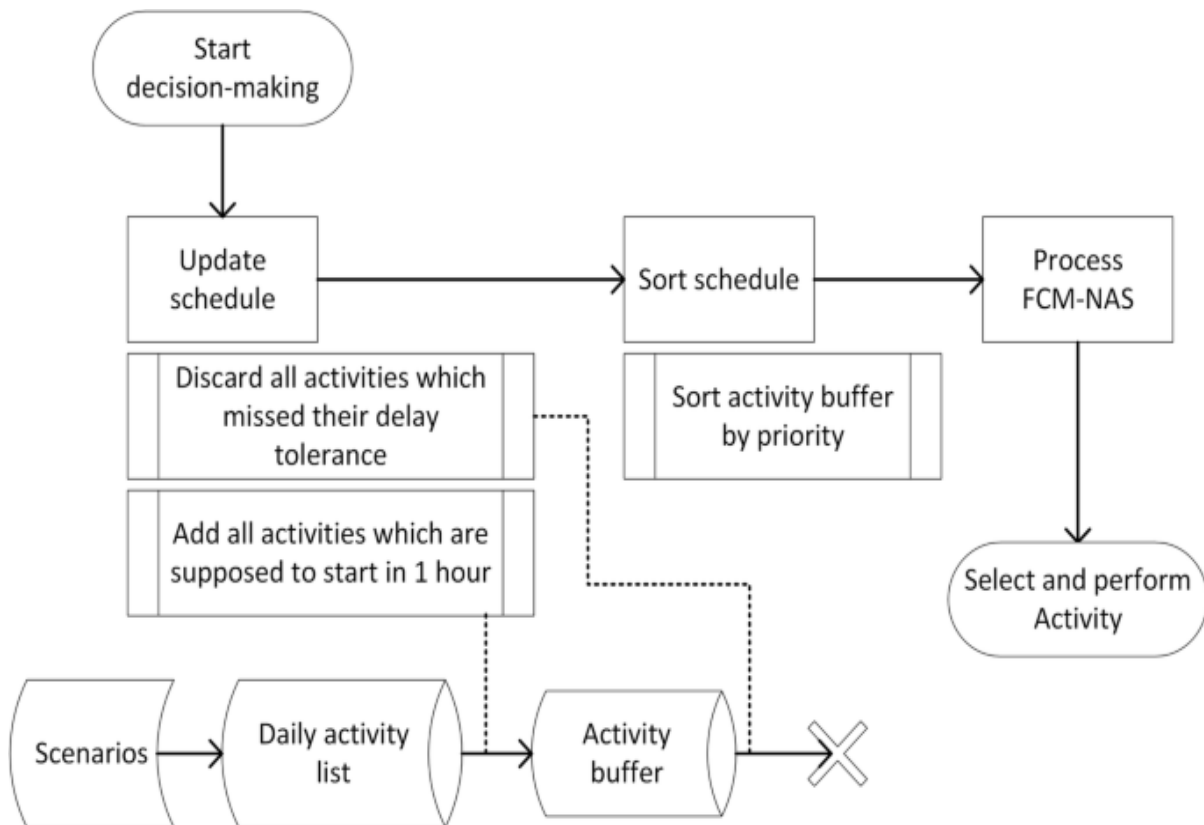 Start
decision-making
Update
schedule
Sort schedule
Process
FCM-NAS
Discard all activities which
missed their delay
tolerance
Sort activity buffer
by priority
Add all activities which are
supposed to start in 1 hour
Select and perform
Activity
Scenarios
Daily activity
list
Activity
buffer